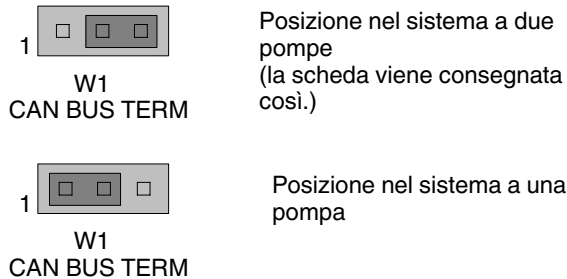 1
W1
CAN BUS TERM
Posizione nel sistema a due
pompe
(la scheda viene consegnata
così.)
1
W1
CAN BUS TERM
Posizione nel sistema a una
pompa